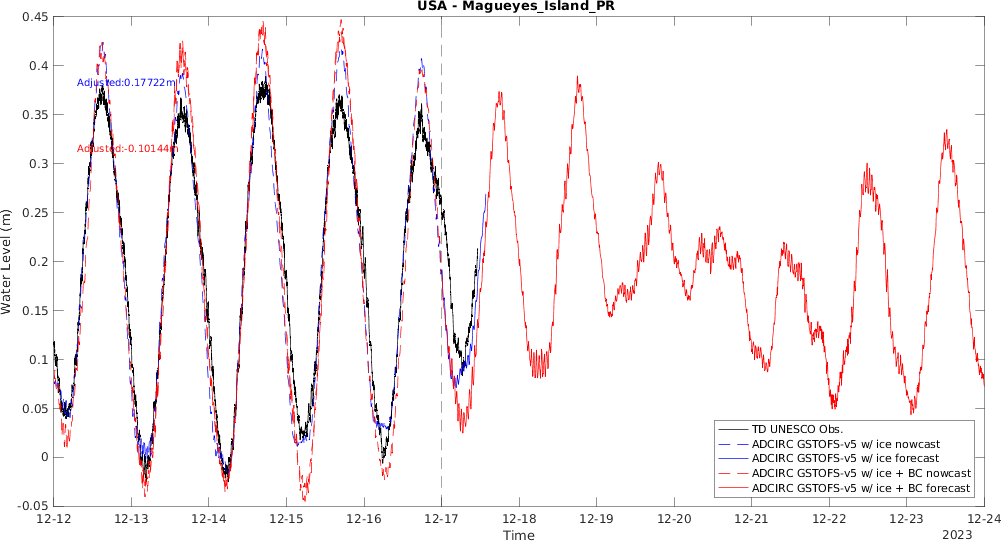 USA - Magueyes_Island_PR
0.45
0.4
0.35
0.3
0.25
0.2
0.15
0.1
0.05
0
-0.05
Water Level (m)
Adjusted:0.17722m
Adjusted:-0.10144m
TD UNESCO Obs.
ADCIRC GSTOFS-v5 w/ ice nowcast
ADCIRC GSTOFS-v5 w/ ice forecast
ADCIRC GSTOFS-v5 w/ ice + BC nowcast
ADCIRC GSTOFS-v5 w/ ice + BC forecast
12-12 12-13 12-14 12-15 12-16 12-17 12-18 12-19 12-20 12-21 12-22 12-23 12-24
Time
2023